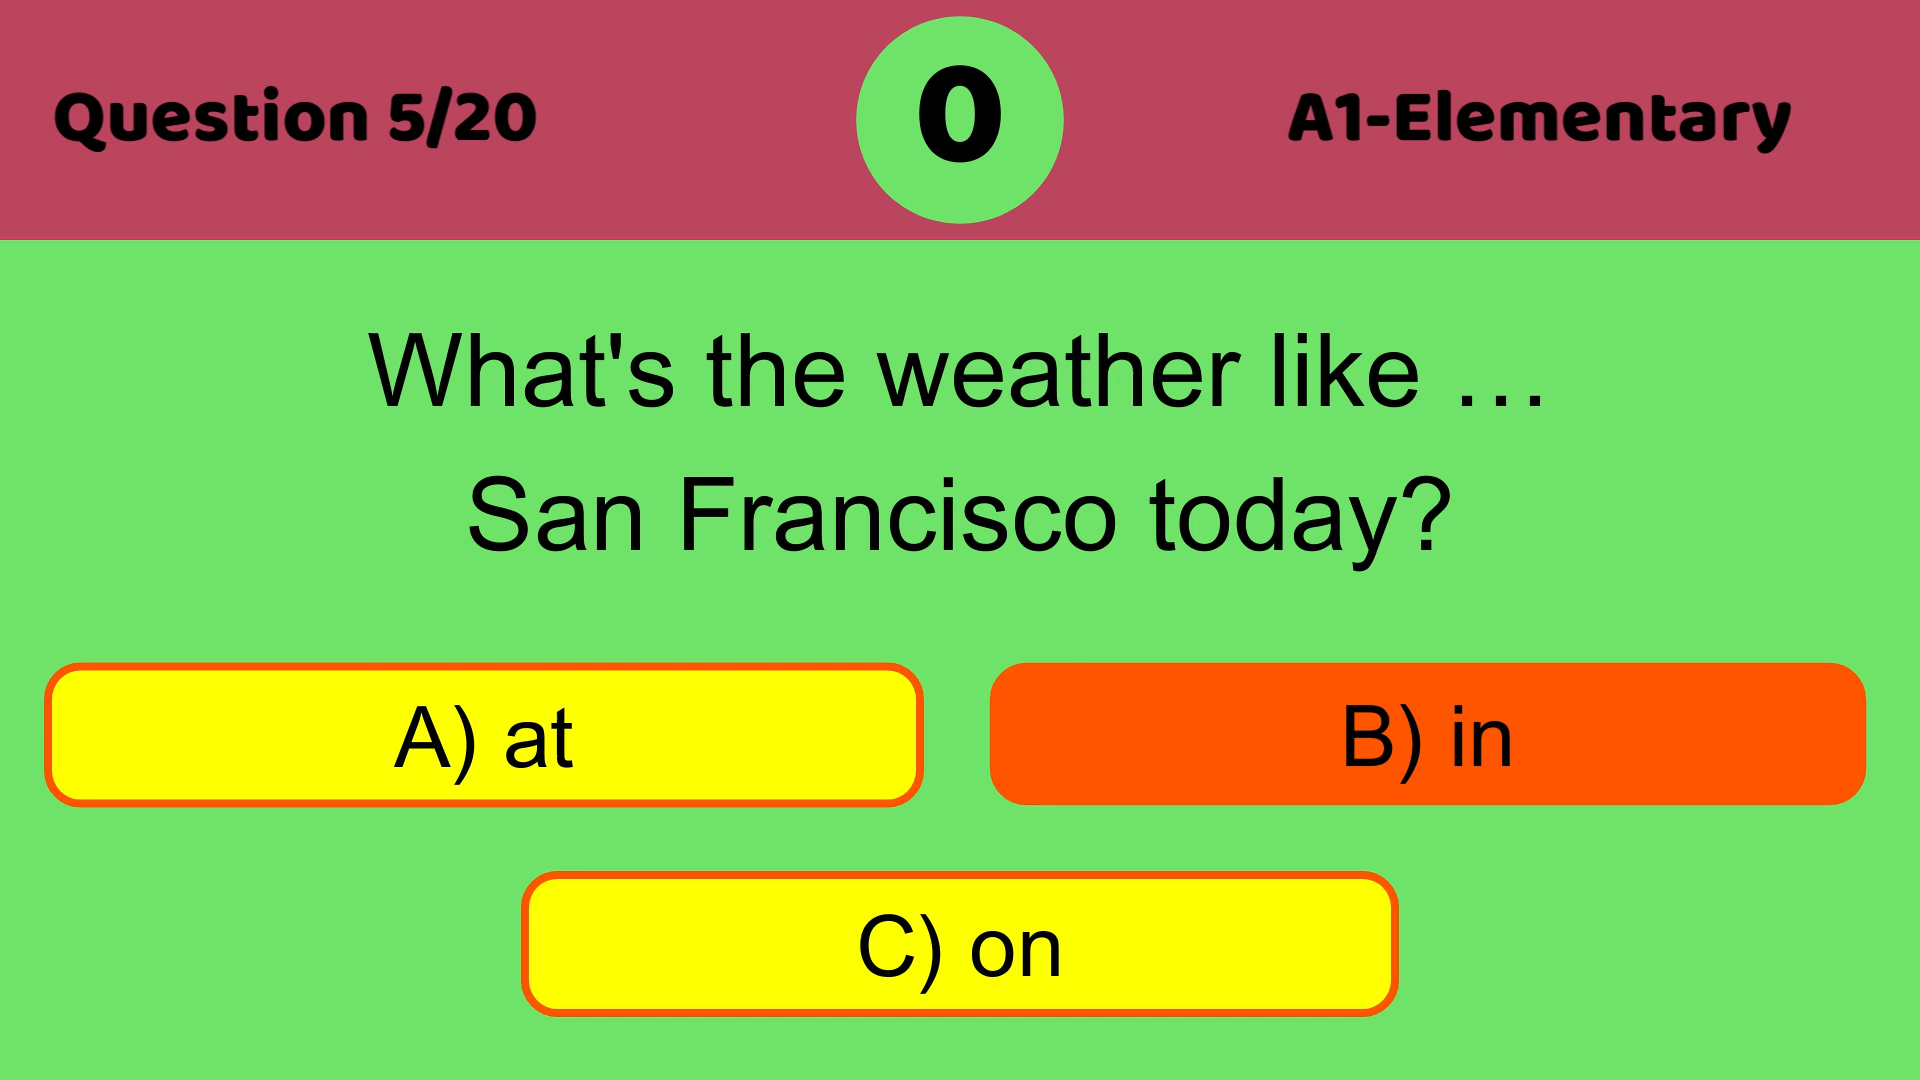 Question 5/20
0
A1-Elementary
What's the weather like …
San Francisco today?
A) at
B) in
C) on